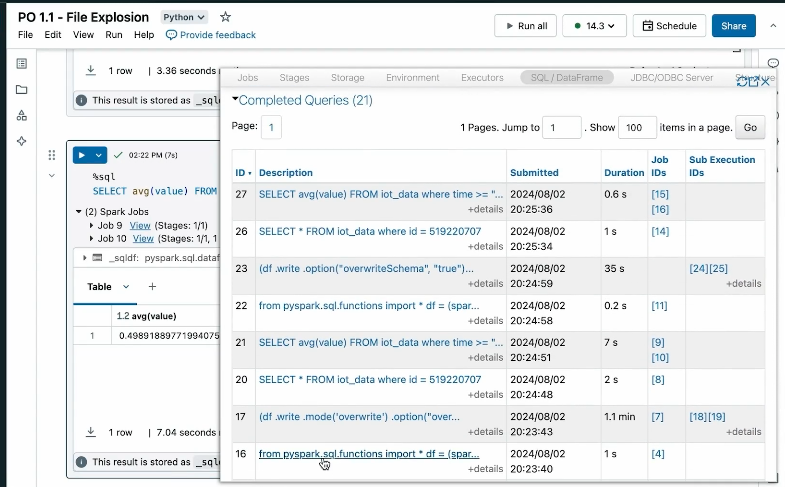 PO 1.1 - File Explosion Python
File Edit View Run Help Provide feedback
Run all 14.3 Schedule Share
1 row | 3.36 seconds
This result is stored as
02:22 PM (7s)
%sql
SELECT avg(value) FROM
(2) Spark Jobs
Job 9 View (Stages: 1/1)
Job 10 View (Stages: 1/1, 1
_sqldf: pyspark.sql.dataf
Table +
1.2 avg(value)
1 0.49891889771994075
1 row | 7.04 seconds
This result is stored as
Jobs Stages Storage Environment Executors SQL / DataFrame JDBC/ODBC Server Structure
Completed Queries (21)
Page: 1
1 Pages. Jump to 1 . Show 100 items in a page. Go
ID Description Submitted Duration Job IDs Sub Execution IDs
27 SELECT avg(value) FROM iot_data where time >= "... 2024/08/02 0.6 s [15]
+details 20:25:36 [16]
26 SELECT * FROM iot_data where id = 519220707 2024/08/02 1 s [14]
+details 20:25:34
23 (df .write .option("overwriteSchema", "true")... 2024/08/02 35 s [24][25]
+details 20:24:59 +details
22 from pyspark.sql.functions import * df = (spar... 2024/08/02 0.2 s [11]
+details 20:24:58
21 SELECT avg(value) FROM iot_data where time >= "... 2024/08/02 7 s [9]
+details 20:24:51 [10]
20 SELECT * FROM iot_data where id = 519220707 2024/08/02 2 s [8]
+details 20:24:48
17 (df .write .mode('overwrite') .option("over... 2024/08/02 1.1 min [7] [18][19]
+details 20:23:43 +details
16 from pyspark.sql.functions import * df = (spar... 2024/08/02 1 s [4]
+details 20:23:40